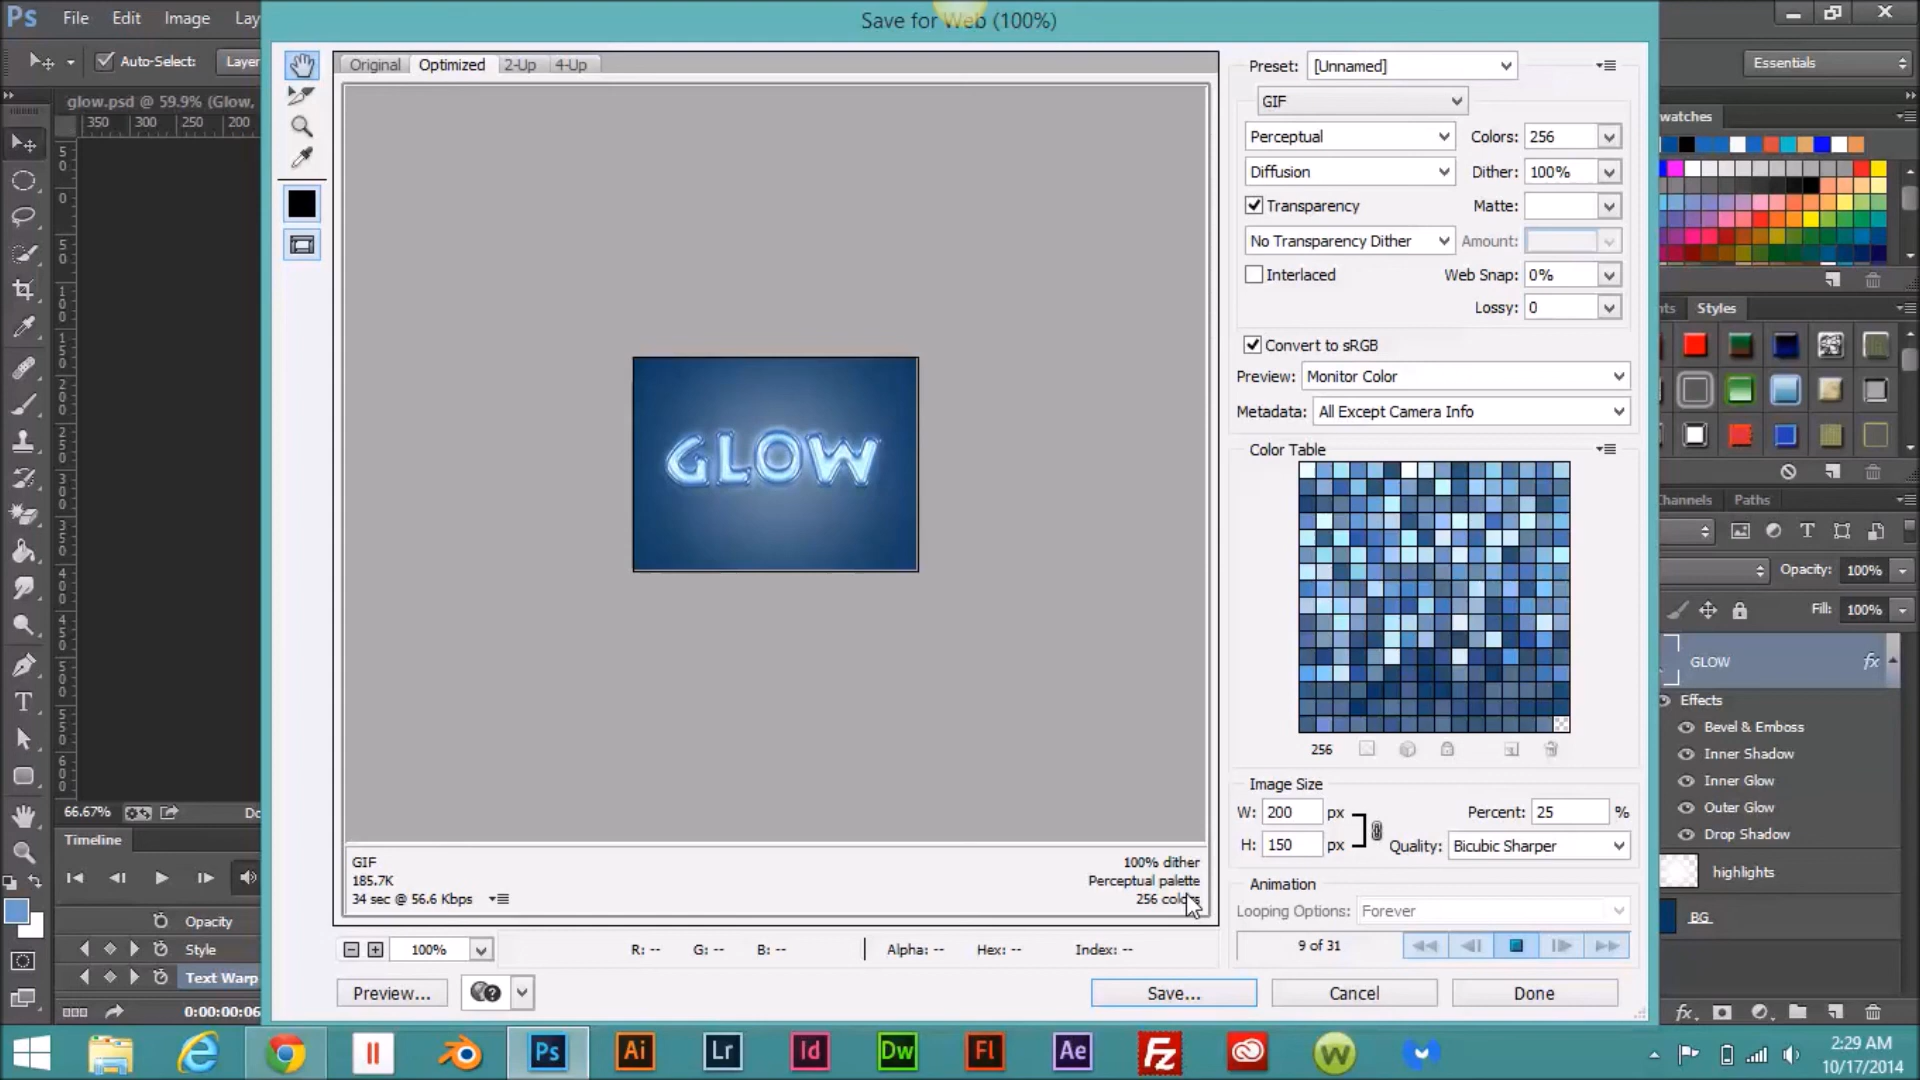 Save for Web (100%)
Ps File Edit Image Lay
Auto-Select: Layer
Essentials
glow.psd @ 59.9% (Glow,
350 300 250 200
Original Optimized 2-Up 4-Up
Preset: [Unnamed]
GIF
Perceptual Colors: 256
Diffusion Dither: 100%
Transparency Matte:
No Transparency Dither Amount:
Interlaced Web Snap: 0%
Lossy: 0
Convert to sRGB
Preview: Monitor Color
Metadata: All Except Camera Info
Color Table
256
GLOW
Image Size
W: 200 px Percent: 25 %
H: 150 px Quality: Bicubic Sharper
Animation
Looping Options: Forever
9 of 31
GIF 100% dither
185.7K Perceptual palette
34 sec @ 56.6 Kbps 256 colors
100% R: -- G: -- B: -- Alpha: -- Hex: -- Index: --
Preview... Save... Cancel Done
watches
Styles
hannels Paths
Opacity: 100%
Fill: 100%
GLOW fx
Effects
Bevel & Emboss
Inner Shadow
Inner Glow
Outer Glow
Drop Shadow
highlights
BG
fx
66.67% Do
Timeline
Opacity
Style
Text Warp
0:00:00:06
Ps Ai Lr Id Dw Fl Ae Fz W
2:29 AM
10/17/2014